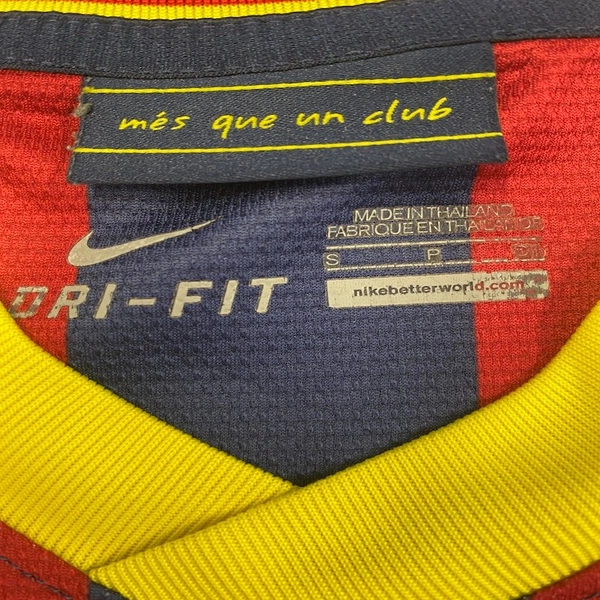 més que un club
MADE IN THAILAND
FABRIQUE EN THAILANDE
S P
DRI-FIT
nikebetterworld.com